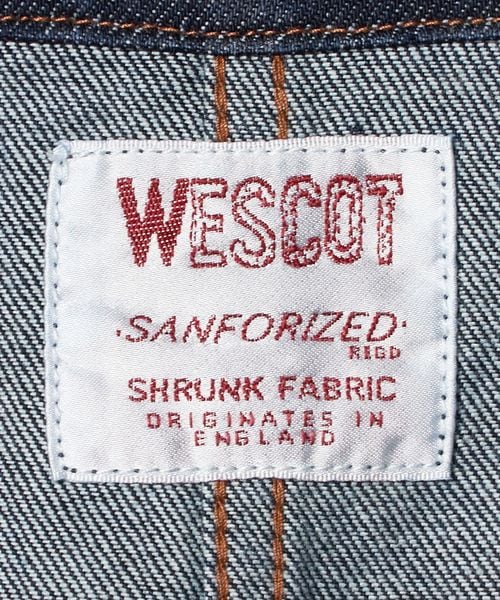 WESCOT
·SANFORIZED·
REGD
SHRUNK FABRIC
ORIGINATES IN
ENGLAND